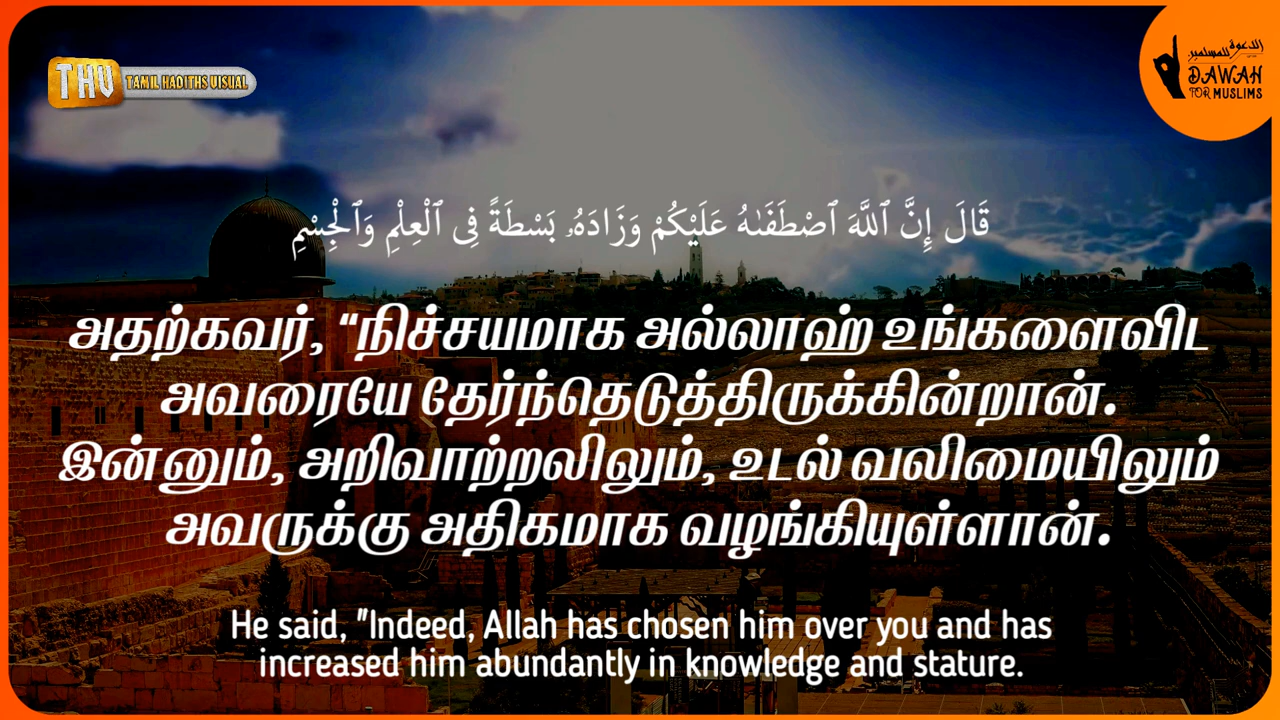 THV TAMIL HADITHS VISUAL
الدعوة للمسلمين
DAWAH
FOR MUSLIMS
قَالَ إِنَّ ٱللَّهَ ٱصْطَفَىٰهُ عَلَيْكُمْ وَزَادَهُۥ بَسْطَةً فِى ٱلْعِلْمِ وَٱلْجِسْمِ
அதற்கவர், “நிச்சயமாக அல்லாஹ் உங்களைவிட
அவரையே தேர்ந்தெடுத்திருக்கின்றான்.
இன்னும், அறிவாற்றலிலும், உடல் வலிமையிலும்
அவருக்கு அதிகமாக வழங்கியுள்ளான்.
He said, "Indeed, Allah has chosen him over you and has
increased him abundantly in knowledge and stature.